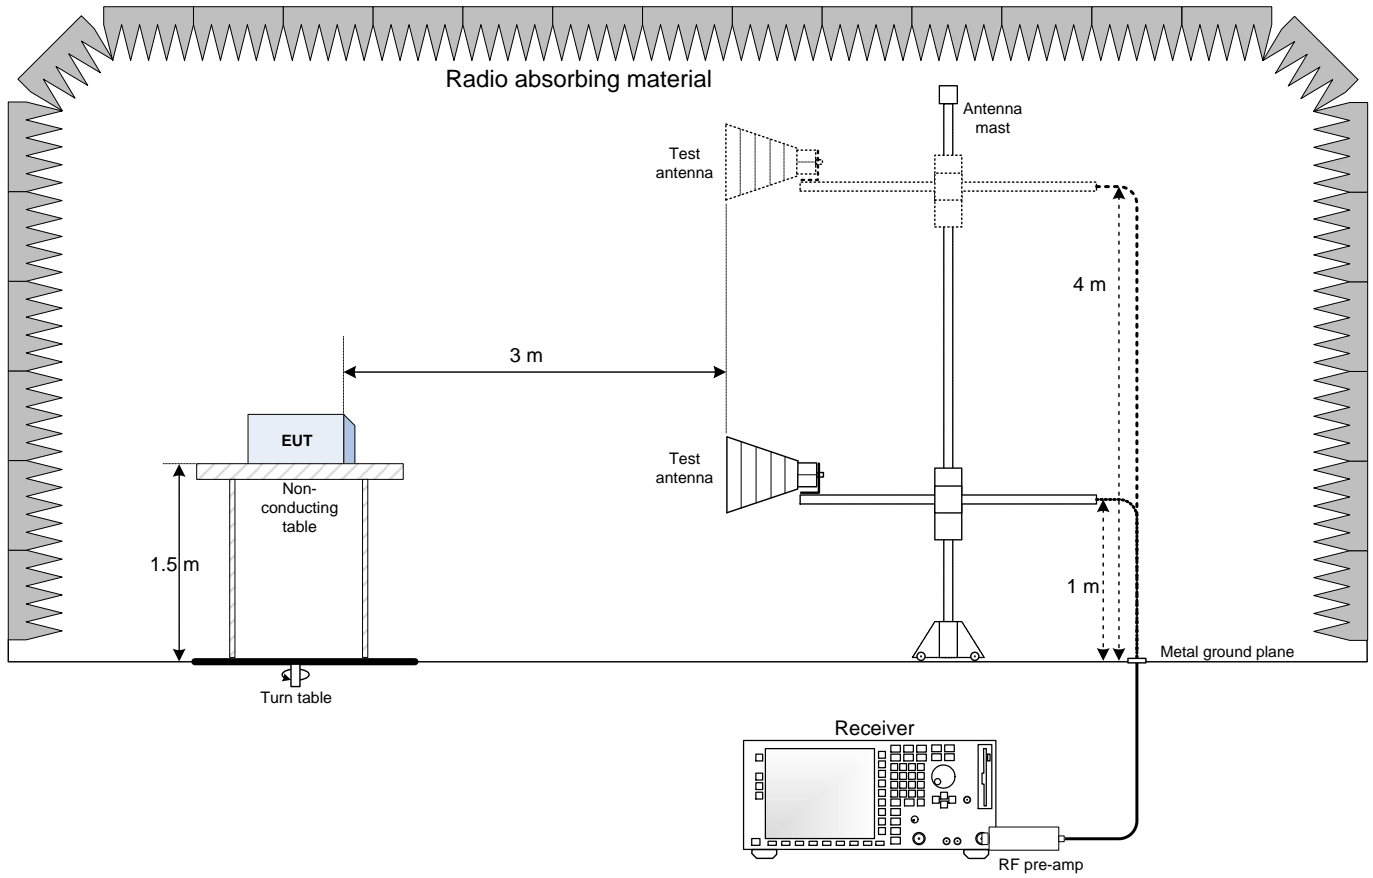 Radio absorbing material
Antenna
mast
Test
antenna
4 m
3 m
EUT
Test
antenna
Non-
conducting
table
1.5 m
1 m
Metal ground plane
Turn table
Receiver
RF pre-amp